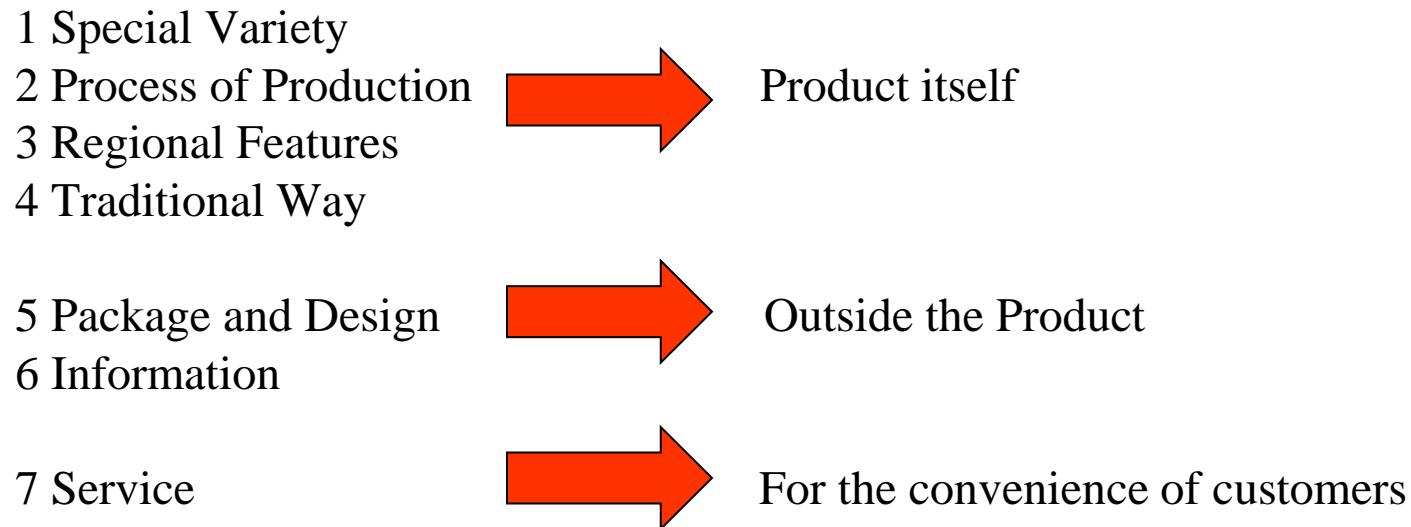 1 Special Variety
2 Process of Production Product itself
3 Regional Features
4 Traditional Way
5 Package and Design Outside the Product
6 Information
7 Service For the convenience of customers